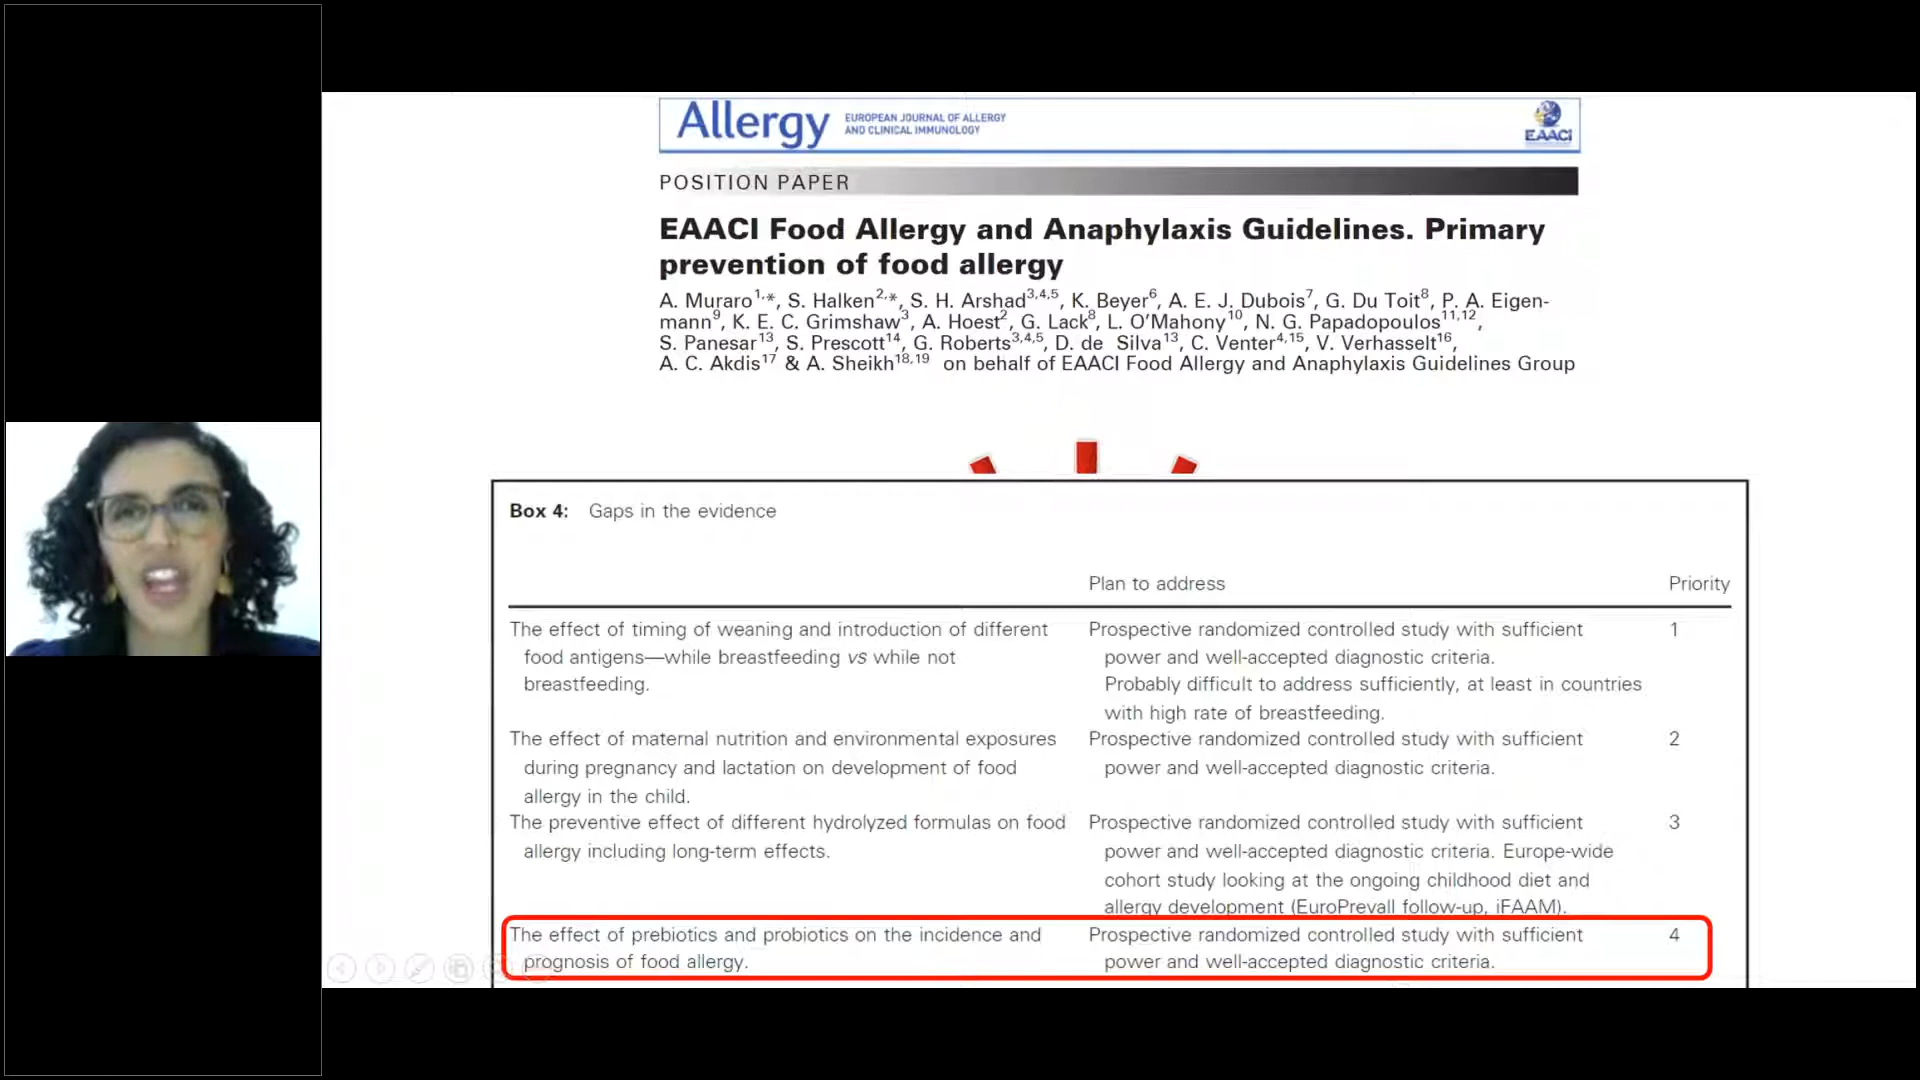 Allergy
EUROPEAN JOURNAL OF ALLERGY
AND CLINICAL IMMUNOLOGY
EAACI
POSITION PAPER
EAACI Food Allergy and Anaphylaxis Guidelines. Primary
prevention of food allergy
A. Muraro1,*, S. Halken2,*, S. H. Arshad3,4,5, K. Beyer6, A. E. J. Dubois7, G. Du Toit8, P. A. Eigen-
mann9, K. E. C. Grimshaw3, A. Hoest2, G. Lack8, L. O’Mahony10, N. G. Papadopoulos11,12,
S. Panesar13, S. Prescott14, G. Roberts3,4,5, D. de Silva13, C. Venter4,15, V. Verhasselt16,
A. C. Akdis17 & A. Sheikh18,19 on behalf of EAACI Food Allergy and Anaphylaxis Guidelines Group
Box 4: Gaps in the evidence
Plan to address Priority
The effect of timing of weaning and introduction of different Prospective randomized controlled study with sufficient 1
food antigens—while breastfeeding vs while not power and well-accepted diagnostic criteria.
breastfeeding. Probably difficult to address sufficiently, at least in countries
with high rate of breastfeeding.
The effect of maternal nutrition and environmental exposures Prospective randomized controlled study with sufficient 2
during pregnancy and lactation on development of food power and well-accepted diagnostic criteria.
allergy in the child.
The preventive effect of different hydrolyzed formulas on food Prospective randomized controlled study with sufficient 3
allergy including long-term effects. power and well-accepted diagnostic criteria. Europe-wide
cohort study looking at the ongoing childhood diet and
allergy development (EuroPrevall follow-up, iFAAM).
The effect of prebiotics and probiotics on the incidence and Prospective randomized controlled study with sufficient 4
prognosis of food allergy. power and well-accepted diagnostic criteria.